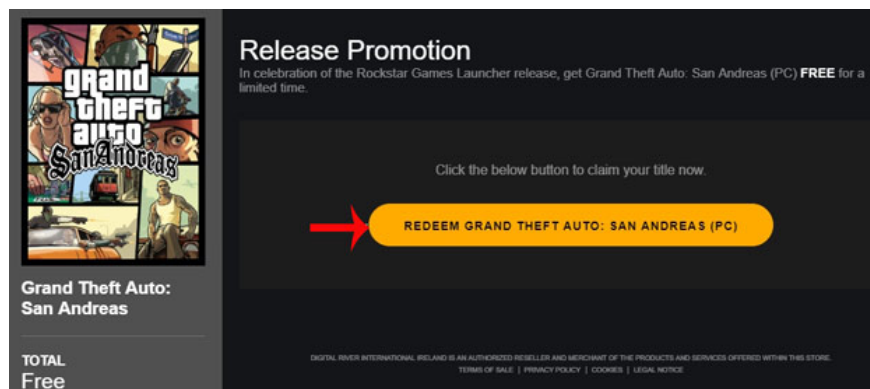 grand
theft
auto
San Andreas
Grand Theft Auto:
San Andreas
TOTAL
Free
Release Promotion
In celebration of the Rockstar Games Launcher release, get Grand Theft Auto: San Andreas (PC) FREE for a
limited time.
Click the below button to claim your title now.
REDEEM GRAND THEFT AUTO: SAN ANDREAS (PC)
DIGITAL RIVER INTERNATIONAL IRELAND IS AN AUTHORIZED RESELLER AND MERCHANT OF THE PRODUCTS AND SERVICES OFFERED WITHIN THIS STORE.
TERMS OF SALE | PRIVACY POLICY | COOKIES | LEGAL NOTICE